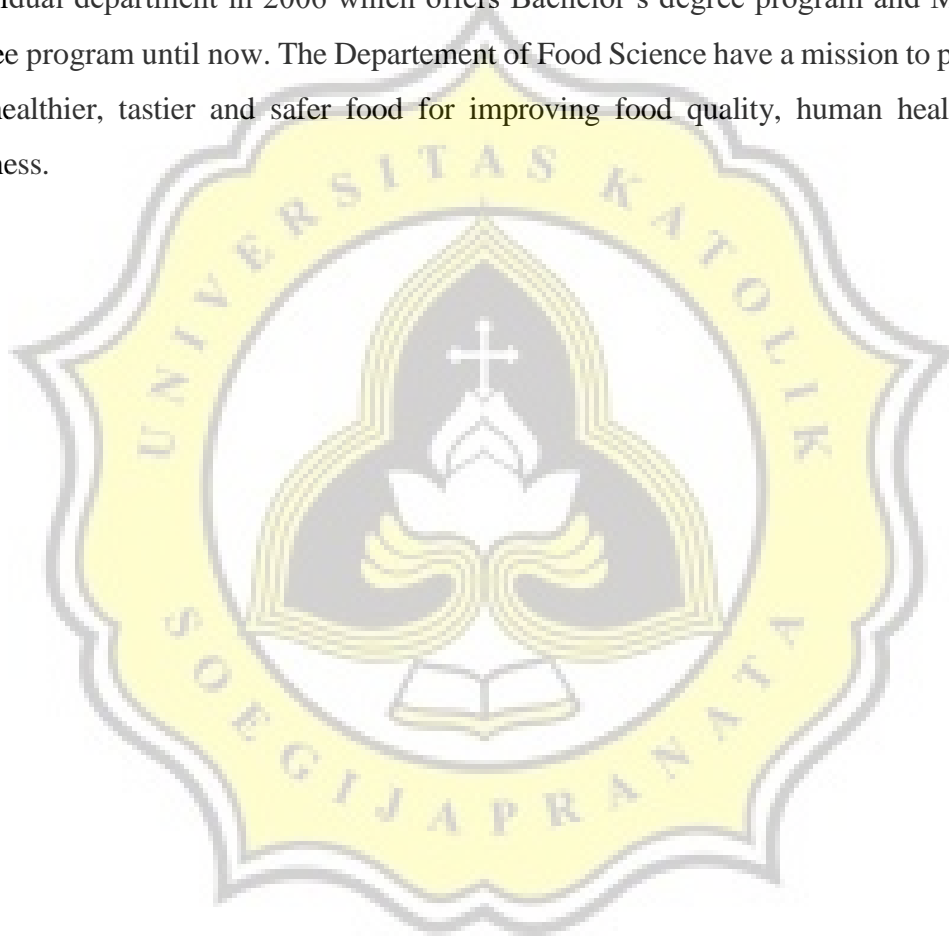 vidual department in 2006 which offers Bachelor's degree program and M
ee program until now. The Departement of Food Science have a mission to p
healthier, tastier and safer food for improving food quality, human heal
ness.
UNIVERSITAS KATOLIK
SOEGIJAPRANATA